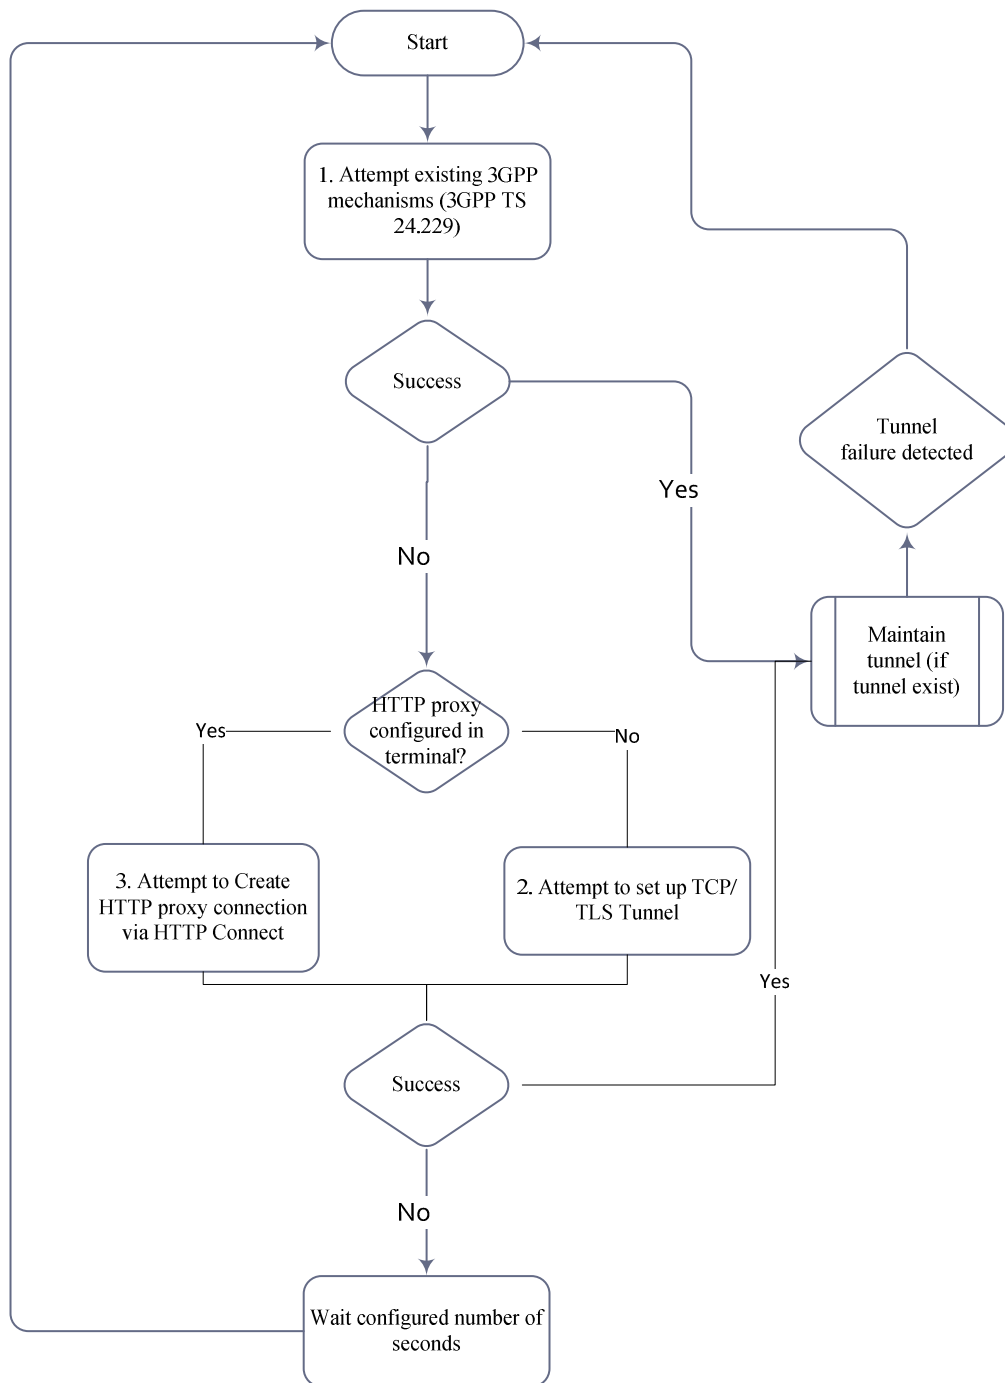 Start
1. Attempt existing 3GPP
mechanisms (3GPP TS
24.229)
Success
Tunnel
failure detected
Yes
No
Maintain
tunnel (if
tunnel exist)
HTTP proxy
configured in
terminal?
Yes
No
3. Attempt to Create
HTTP proxy connection
via HTTP Connect
2. Attempt to set up TCP/
TLS Tunnel
Yes
Success
No
Wait configured number of
seconds